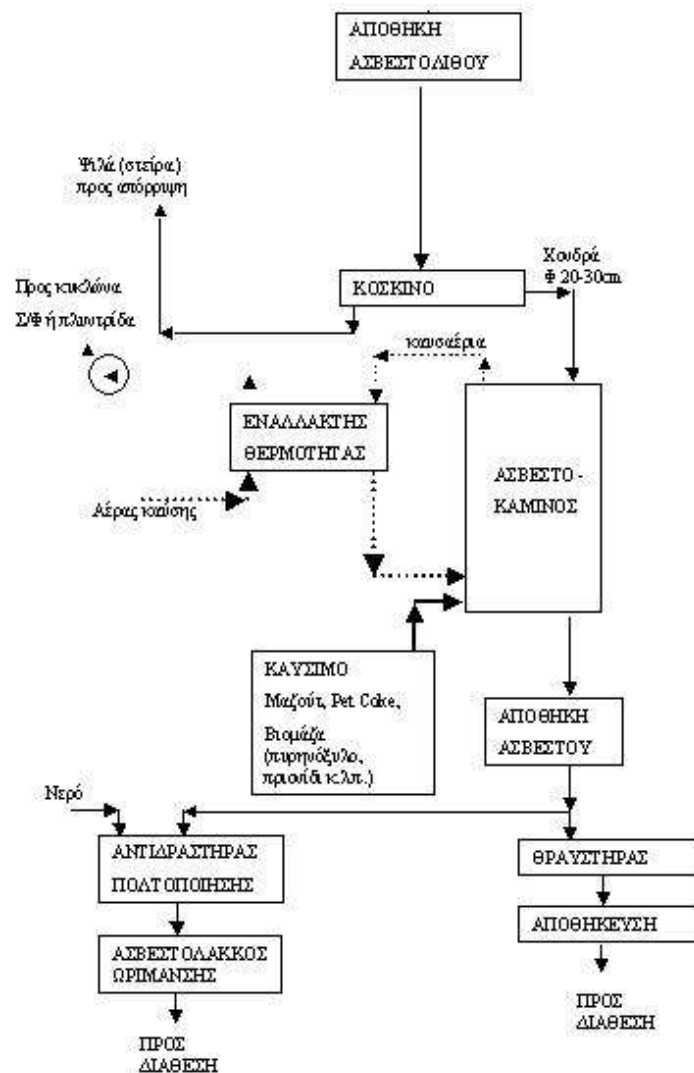 ΑΠΟΘΗΚΗ
ΑΣΒΕΣΤΟΛΙΘΟΥ
Ψιλά (στείρα)
προς απόρριψη
Χουδρά
Φ 20-30cm
ΚΟΣΚΙΝΟ
Προς κυκλώνα
Σ/Φ ή πλυντρίδα
καυσαέρια
ΕΝΑΛΛΑΚΤΗΣ
ΘΕΡΜΟΤΗΤΑΣ
ΑΣΒΕΣΤΟ -
ΚΑΜΙΝΟΣ
Αέρας καύσης
ΚΑΥΣΙΜΟ
Μαζούτ, Pet Coke,
Βιομάζα
(πυρηνόξυλο,
πριονίδι κ.λπ.)
ΑΠΟΘΗΚΗ
ΑΣΒΕΣΤΟΥ
Νερό
ΑΝΤΙΔΡΑΣΤΗΡΑΣ
ΠΟΛΤΟΠΟΙΗΣΗΣ
ΘΡΑΥΣΤΗΡΑΣ
ΑΠΟΘΗΚΕΥΣΗ
ΑΣΒΕΣΤΟΛΑΚΚΟΣ
ΩΡΙΜΑΝΣΗΣ
ΠΡΟΣ
ΔΙΑΘΕΣΗ
ΠΡΟΣ
ΔΙΑΘΕΣΗ